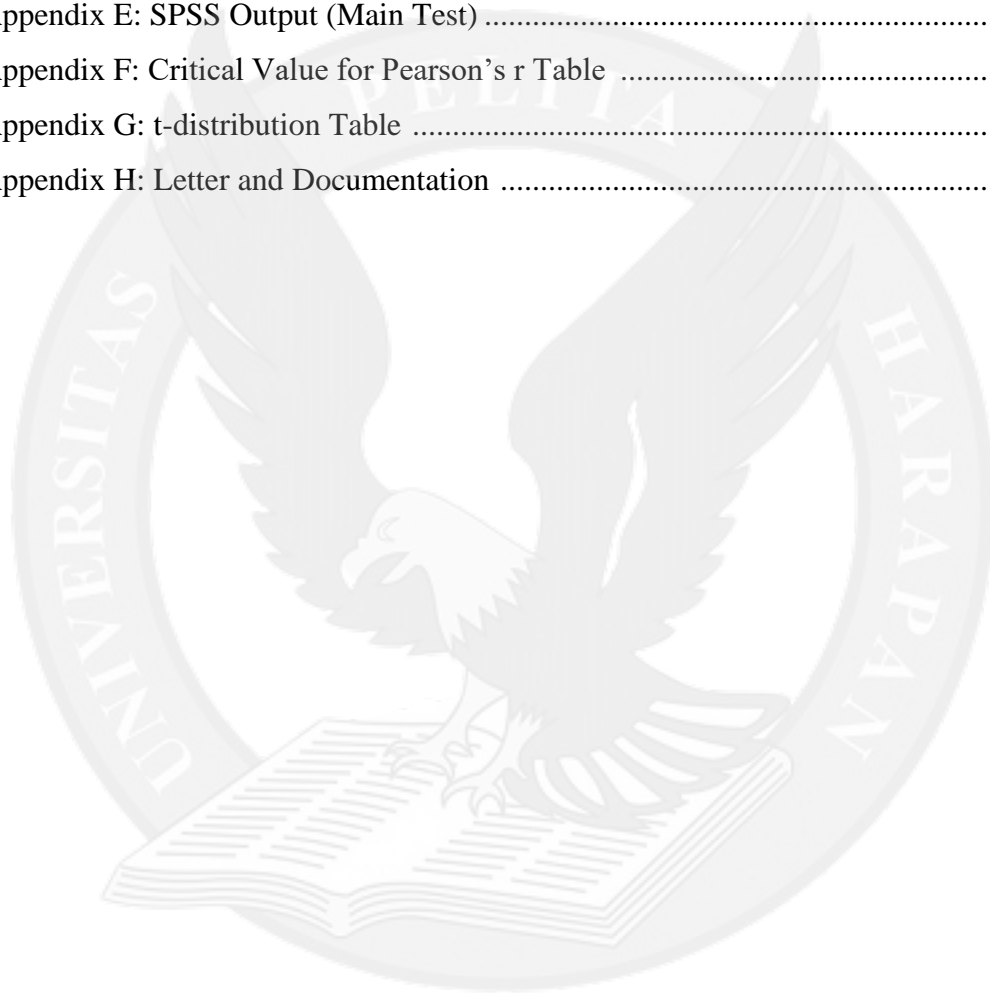 ppendix E: SPSS Output (Main Test) ................................................................................
ppendix F: Critical Value for Pearson's r Table ..........................................................
ppendix G: t-distribution Table ..........................................................................................
ppendix H: Letter and Documentation ............................................................................
UNIVERSITAS PELITA HARAPAN